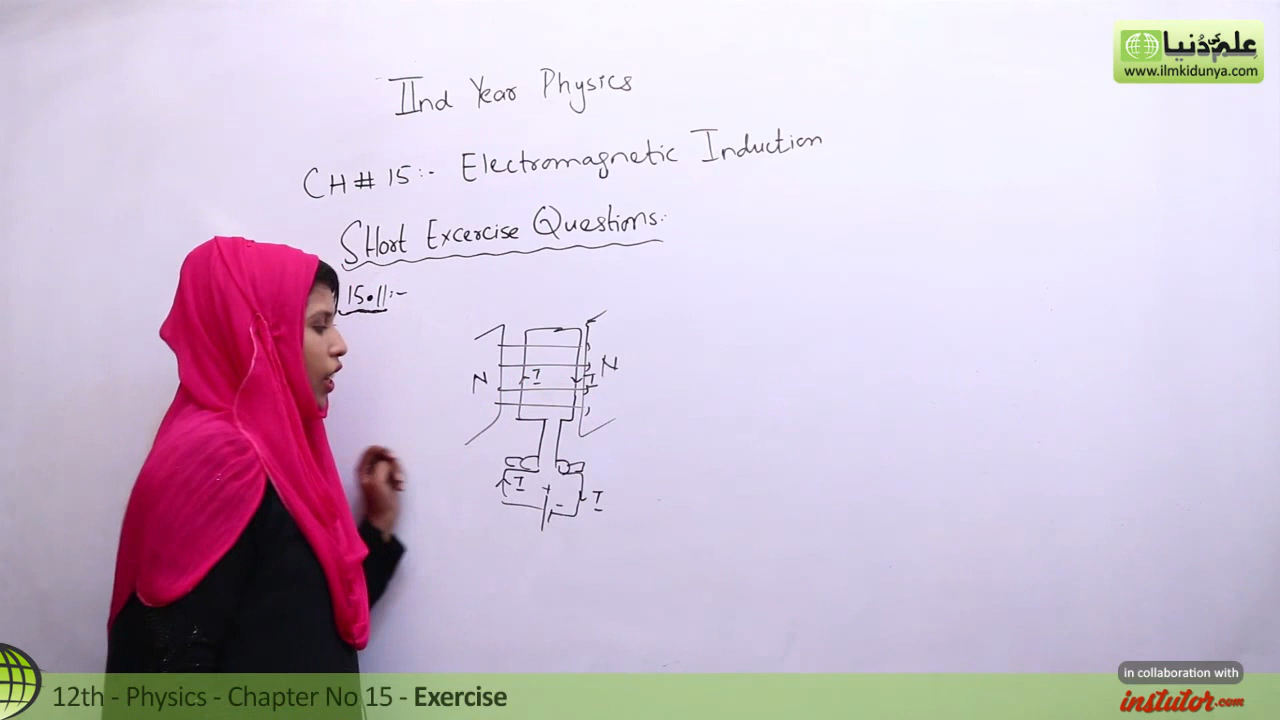 علم کی دُنیا
www.ilmkidunya.com
IInd Year Physics
CH # 15:- Electromagnetic Induction
SHort Excercise Questions.
15.11:-
N
I
I
N
I
+
-
I
in collaboration with
instutor.com
12th - Physics - Chapter No 15 - Exercise